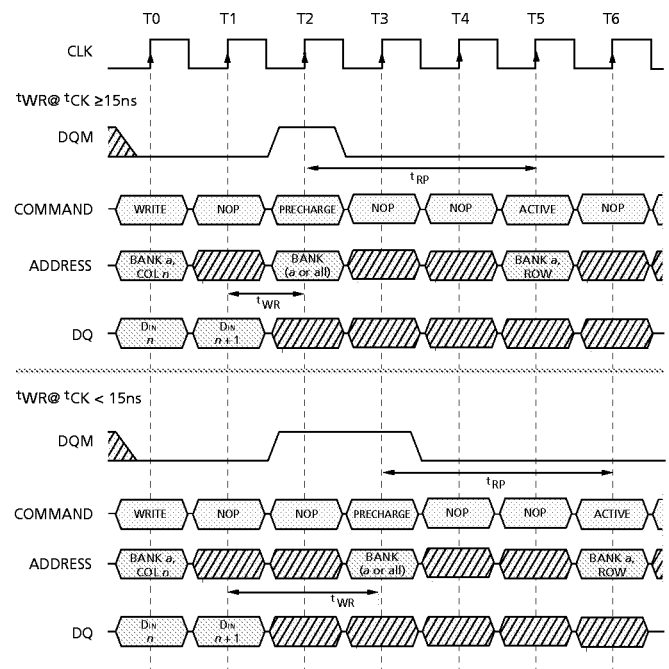 T0 T1 T2 T3 T4 T5 T6
CLK
tWR@ tCK ≥15ns
DQM
tRP
COMMAND WRITE NOP PRECHARGE NOP NOP ACTIVE NOP
ADDRESS BANK a, COL n BANK (a or all) BANK a, ROW
tWR
DQ DIN n DIN n + 1
tWR@ tCK < 15ns
DQM
tRP
COMMAND WRITE NOP NOP PRECHARGE NOP NOP ACTIVE
ADDRESS BANK a, COL n BANK (a or all) BANK a, ROW
tWR
DQ DIN n DIN n + 1